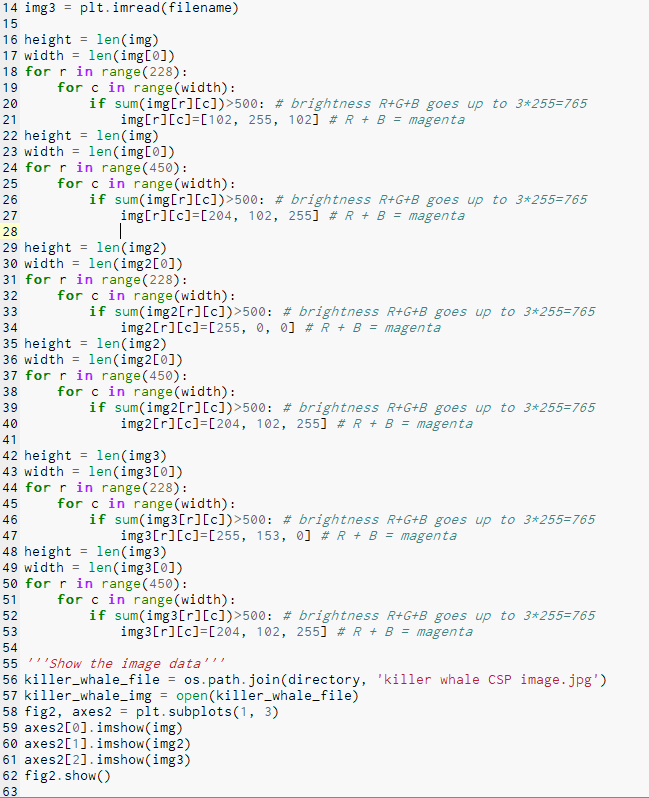 14 img3 = plt.imread(filename)
15
16 height = len(img)
17 width = len(img[0])
18 for r in range(228):
19     for c in range(width):
20         if sum(img[r][c])>500: # brightness R+G+B goes up to 3*255=765
21             img[r][c]=[102, 255, 102] # R + B = magenta
22 height = len(img)
23 width = len(img[0])
24 for r in range(450):
25     for c in range(width):
26         if sum(img[r][c])>500: # brightness R+G+B goes up to 3*255=765
27             img[r][c]=[204, 102, 255] # R + B = magenta
28
29 height = len(img2)
30 width = len(img2[0])
31 for r in range(228):
32     for c in range(width):
33         if sum(img2[r][c])>500: # brightness R+G+B goes up to 3*255=765
34             img2[r][c]=[255, 0, 0] # R + B = magenta
35 height = len(img2)
36 width = len(img2[0])
37 for r in range(450):
38     for c in range(width):
39         if sum(img2[r][c])>500: # brightness R+G+B goes up to 3*255=765
40             img2[r][c]=[204, 102, 255] # R + B = magenta
41
42 height = len(img3)
43 width = len(img3[0])
44 for r in range(228):
45     for c in range(width):
46         if sum(img3[r][c])>500: # brightness R+G+B goes up to 3*255=765
47             img3[r][c]=[255, 153, 0] # R + B = magenta
48 height = len(img3)
49 width = len(img3[0])
50 for r in range(450):
51     for c in range(width):
52         if sum(img3[r][c])>500: # brightness R+G+B goes up to 3*255=765
53             img3[r][c]=[204, 102, 255] # R + B = magenta
54
55 '''Show the image data'''
56 killer_whale_file = os.path.join(directory, 'killer whale CSP image.jpg')
57 killer_whale_img = open(killer_whale_file)
58 fig2, axes2 = plt.subplots(1, 3)
59 axes2[0].imshow(img)
60 axes2[1].imshow(img2)
61 axes2[2].imshow(img3)
62 fig2.show()
63